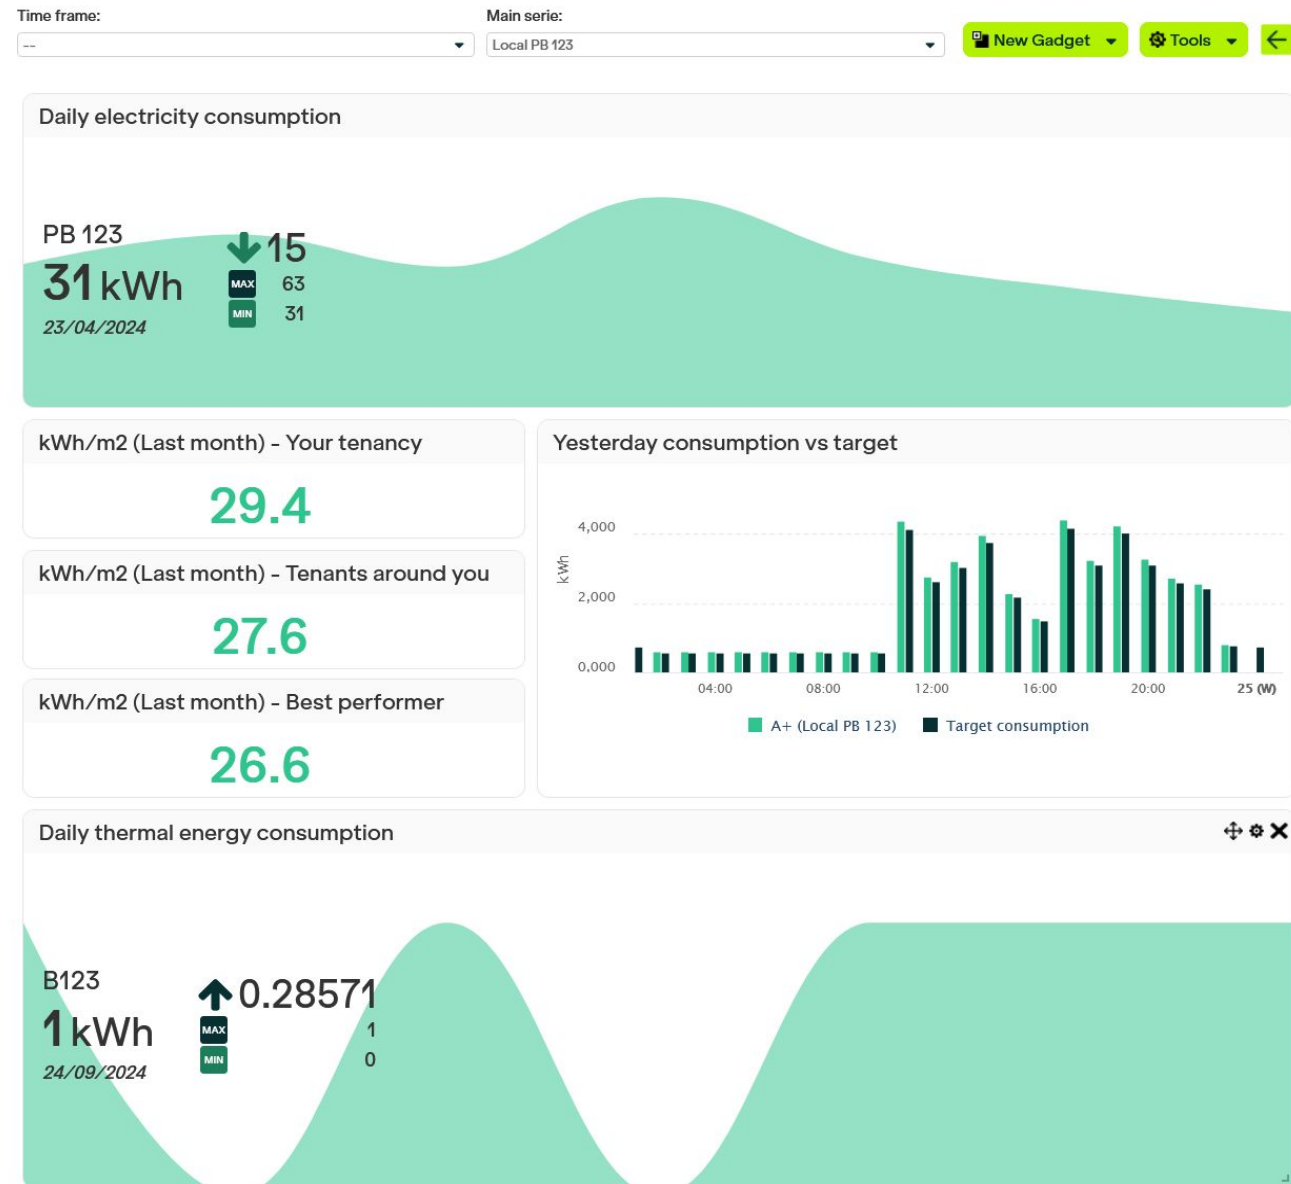 Time frame:
Main serie:
--
Local PB 123
New Gadget
Tools
Daily electricity consumption
PB 123
31 kWh
23/04/2024
15
MAX 63
MIN 31
kWh/m2 (Last month) - Your tenancy
29.4
kWh/m2 (Last month) - Tenants around you
27.6
kWh/m2 (Last month) - Best performer
26.6
Yesterday consumption vs target
kWh
4,000
2,000
0,000
04:00 08:00 12:00 16:00 20:00 25 (W)
A+ (Local PB 123) Target consumption
Daily thermal energy consumption
B123
1 kWh
24/09/2024
0.28571
MAX 1
MIN 0